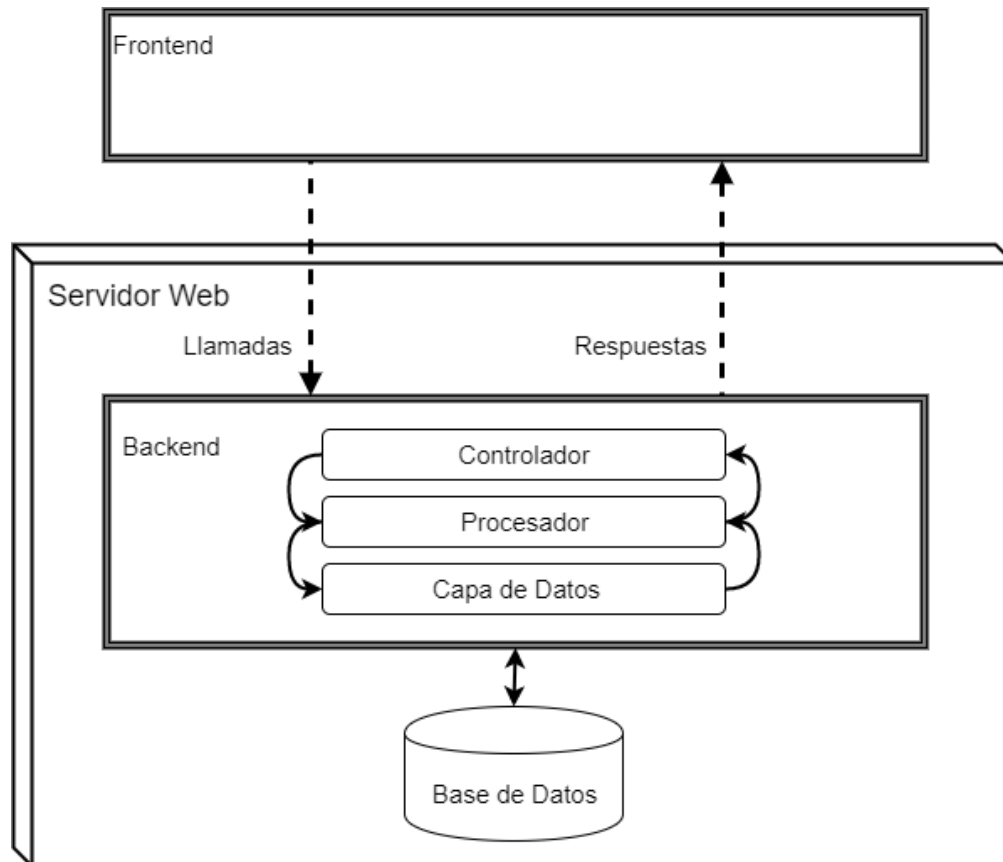 Frontend
Servidor Web
Llamadas
Respuestas
Backend
Controlador
Procesador
Capa de Datos
Base de Datos